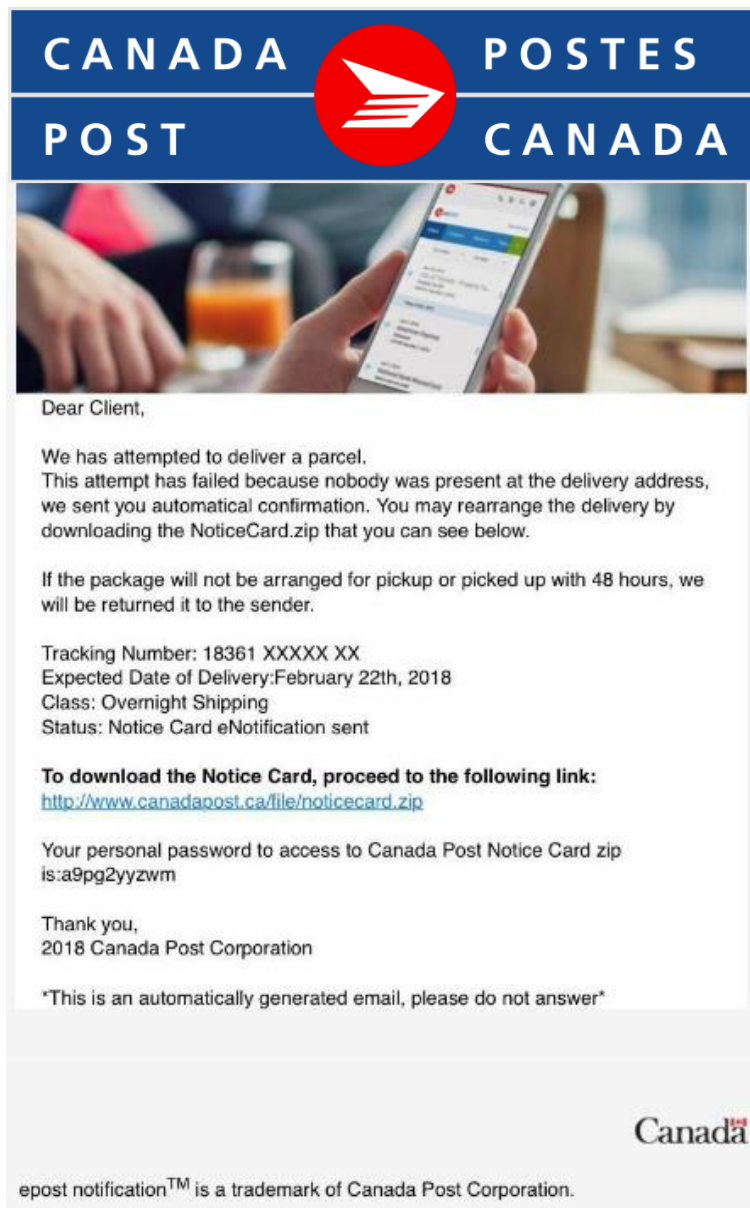 CANADA POSTES
POST CANADA
Dear Client,
We has attempted to deliver a parcel.
This attempt has failed because nobody was present at the delivery address,
we sent you automatical confirmation. You may rearrange the delivery by
downloading the NoticeCard.zip that you can see below.
If the package will not be arranged for pickup or picked up with 48 hours, we
will be returned it to the sender.
Tracking Number: 18361 XXXXX XX
Expected Date of Delivery:February 22th, 2018
Class: Overnight Shipping
Status: Notice Card eNotification sent
To download the Notice Card, proceed to the following link:
http://www.canadapost.ca/file/noticecard.zip
Your personal password to access to Canada Post Notice Card zip
is:a9pg2yyzwm
Thank you,
2018 Canada Post Corporation
*This is an automatically generated email, please do not answer*
Canada
epost notification™ is a trademark of Canada Post Corporation.